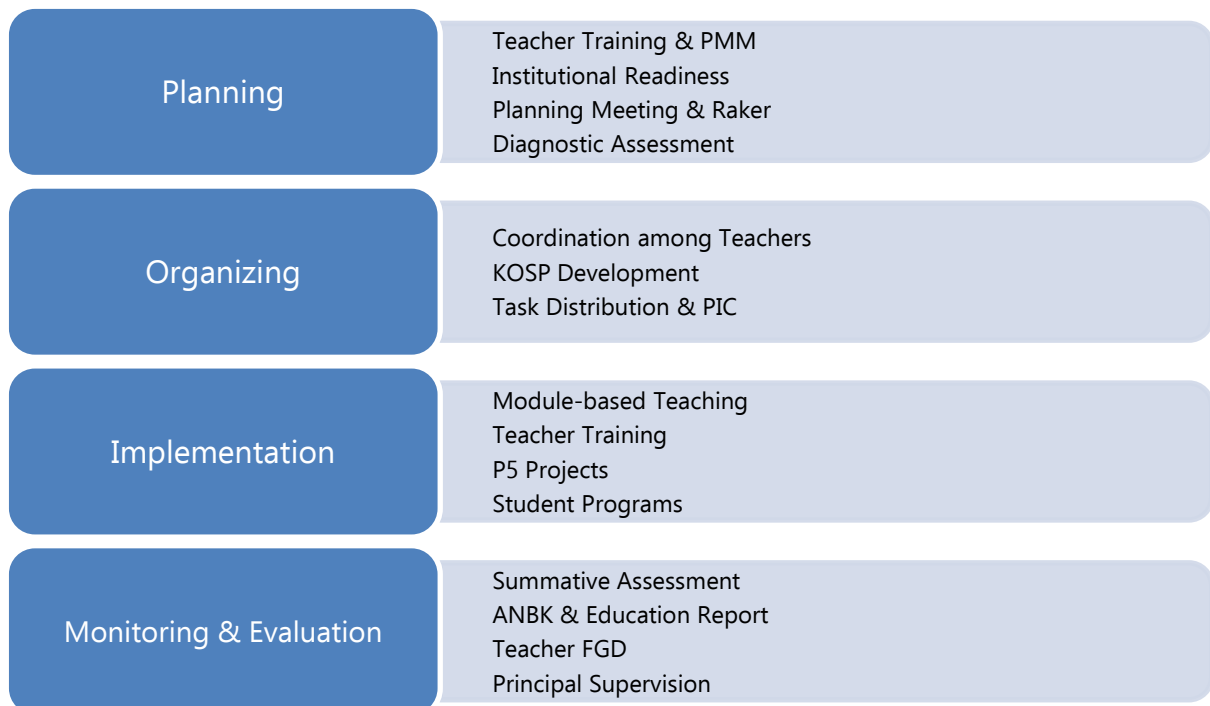 Planning
Teacher Training & PMM
Institutional Readiness
Planning Meeting & Raker
Diagnostic Assessment
Organizing
Coordination among Teachers
KOSP Development
Task Distribution & PIC
Implementation
Module-based Teaching
Teacher Training
P5 Projects
Student Programs
Monitoring & Evaluation
Summative Assessment
ANBK & Education Report
Teacher FGD
Principal Supervision